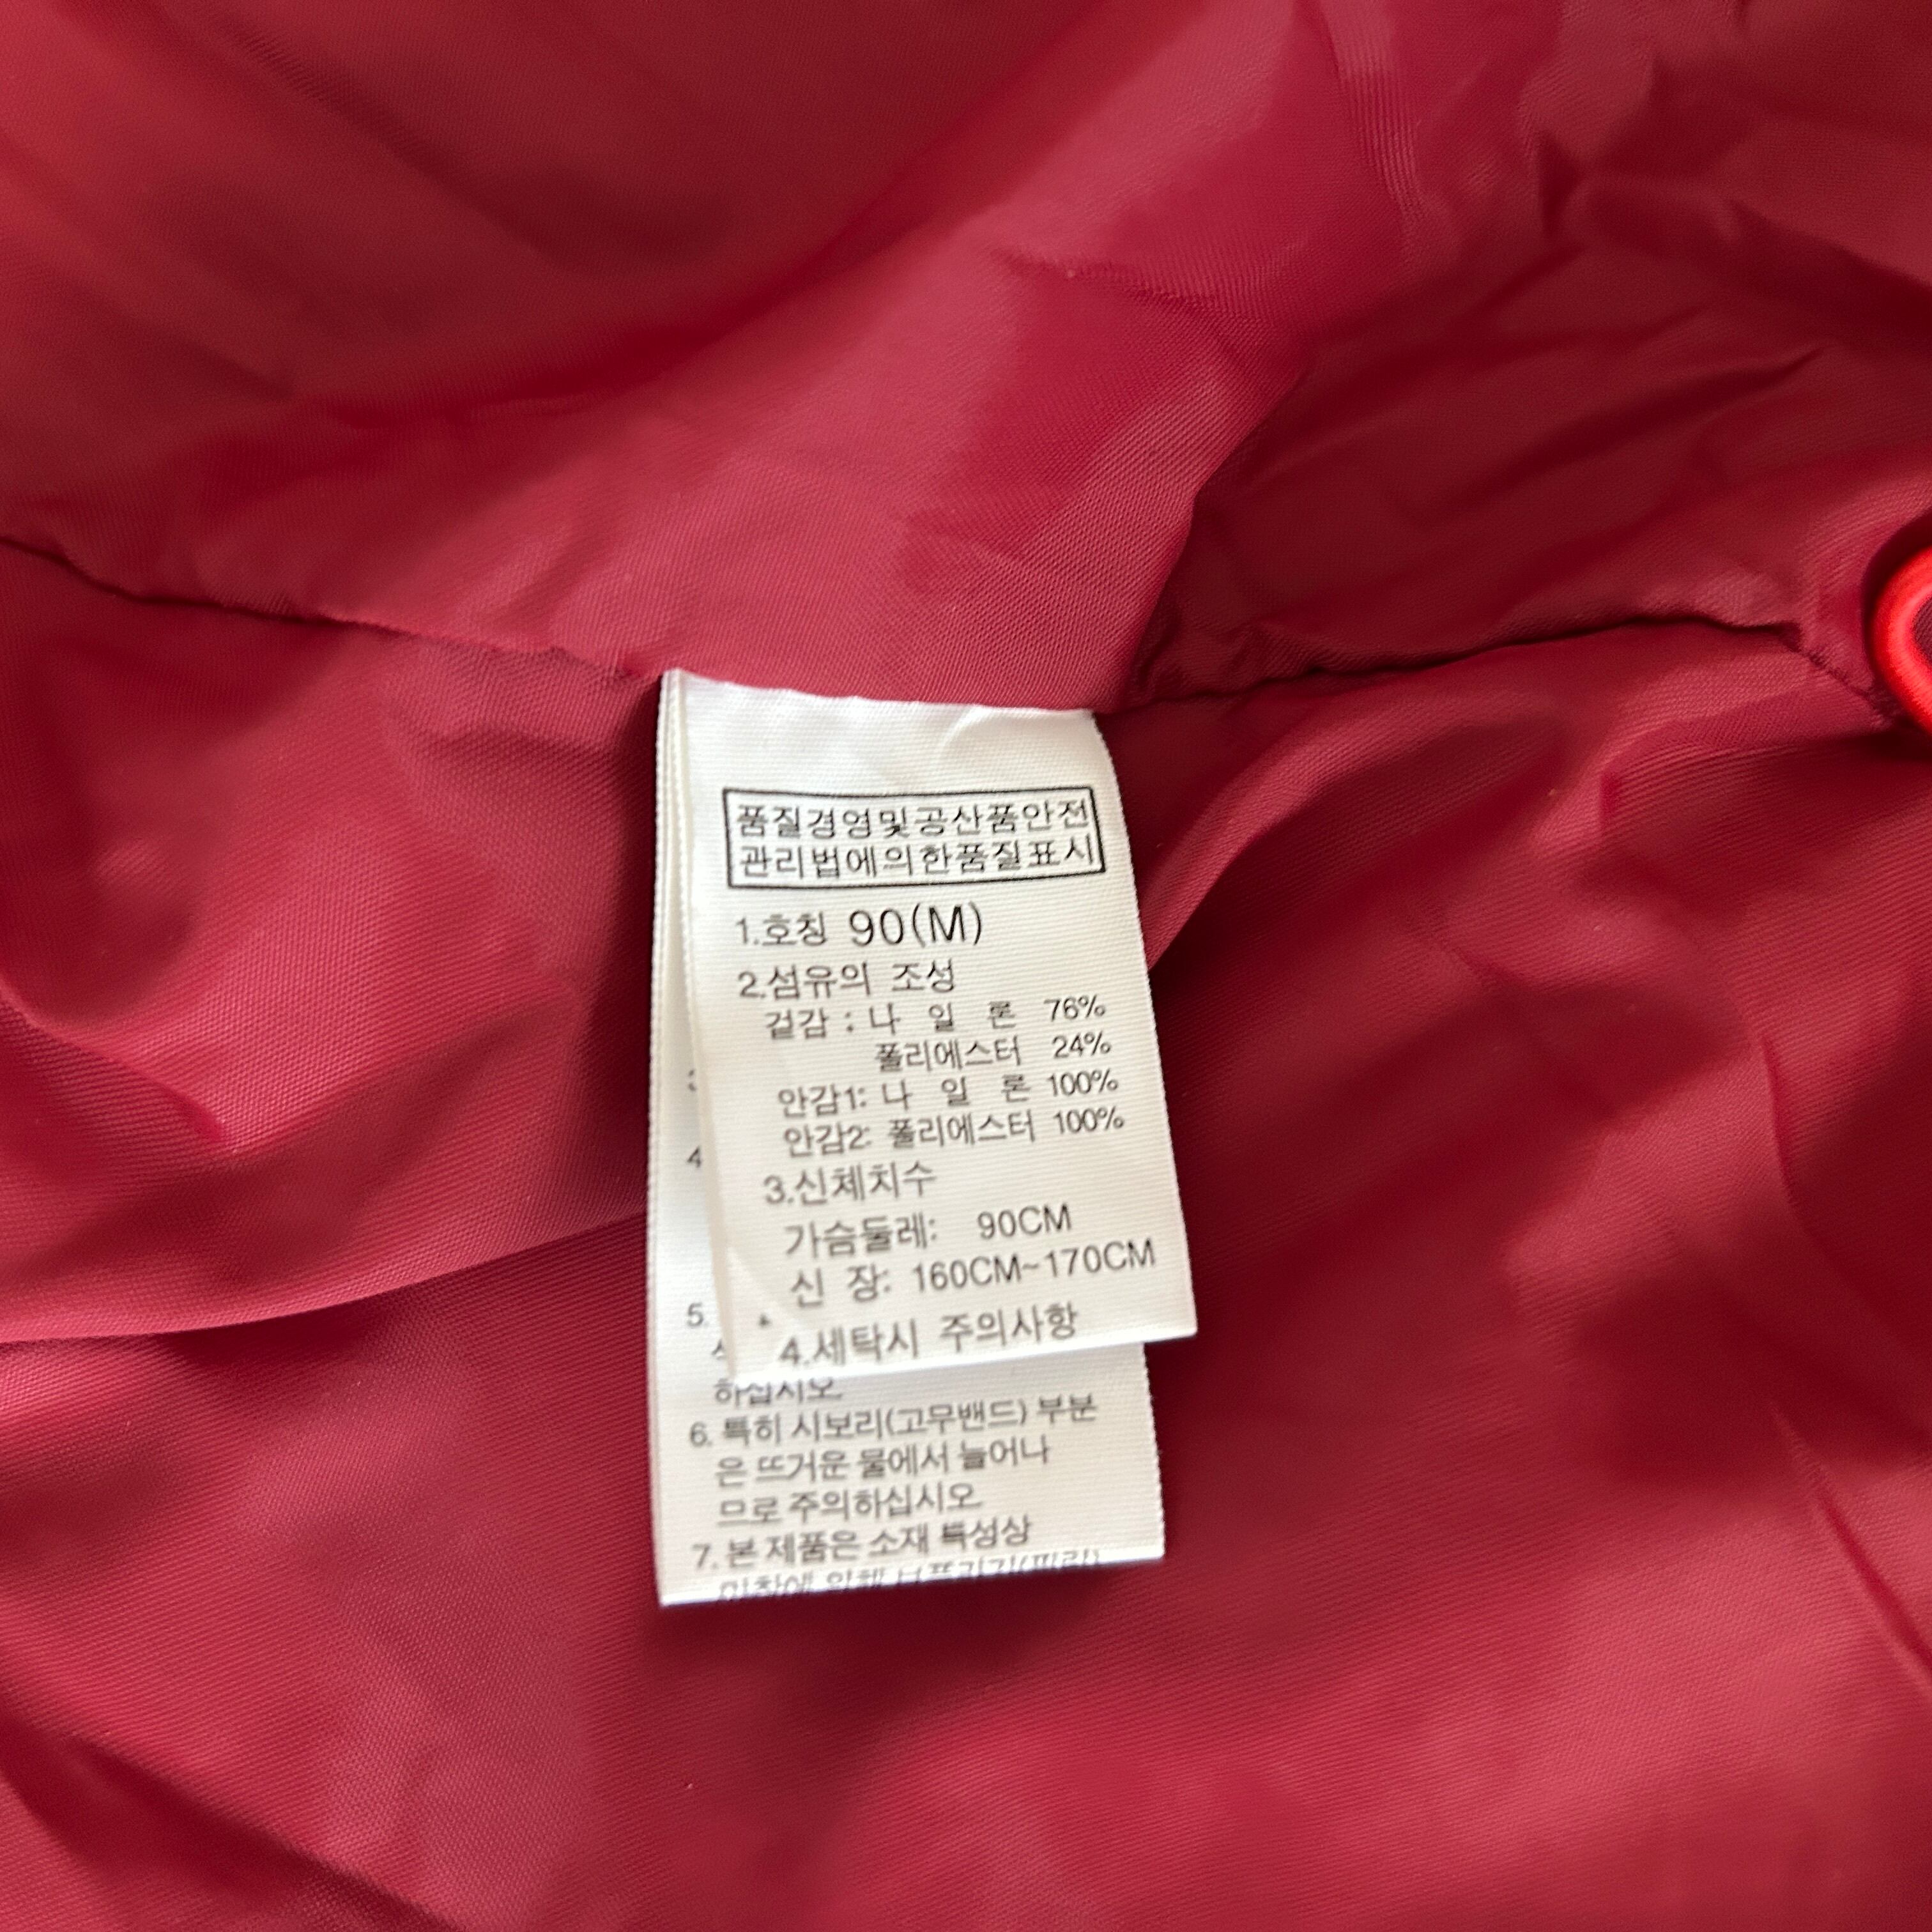 품질경영및공산품안전
관리법에의한품질표시
1.호칭 90(M)
2.섬유의 조성
겉감 : 나 일 론 76%
폴리에스터 24%
안감1: 나 일 론 100%
안감2: 폴리에스터 100%
3.신체치수
가슴둘레: 90CM
신 장: 160CM~170CM
4.세탁시 주의사항
4
5.
하십시오.
6. 특히 시보리(고무밴드) 부분
은 뜨거운 물에서 늘어나
므로 주의하십시오.
7. 본 제품은 소재 특성상